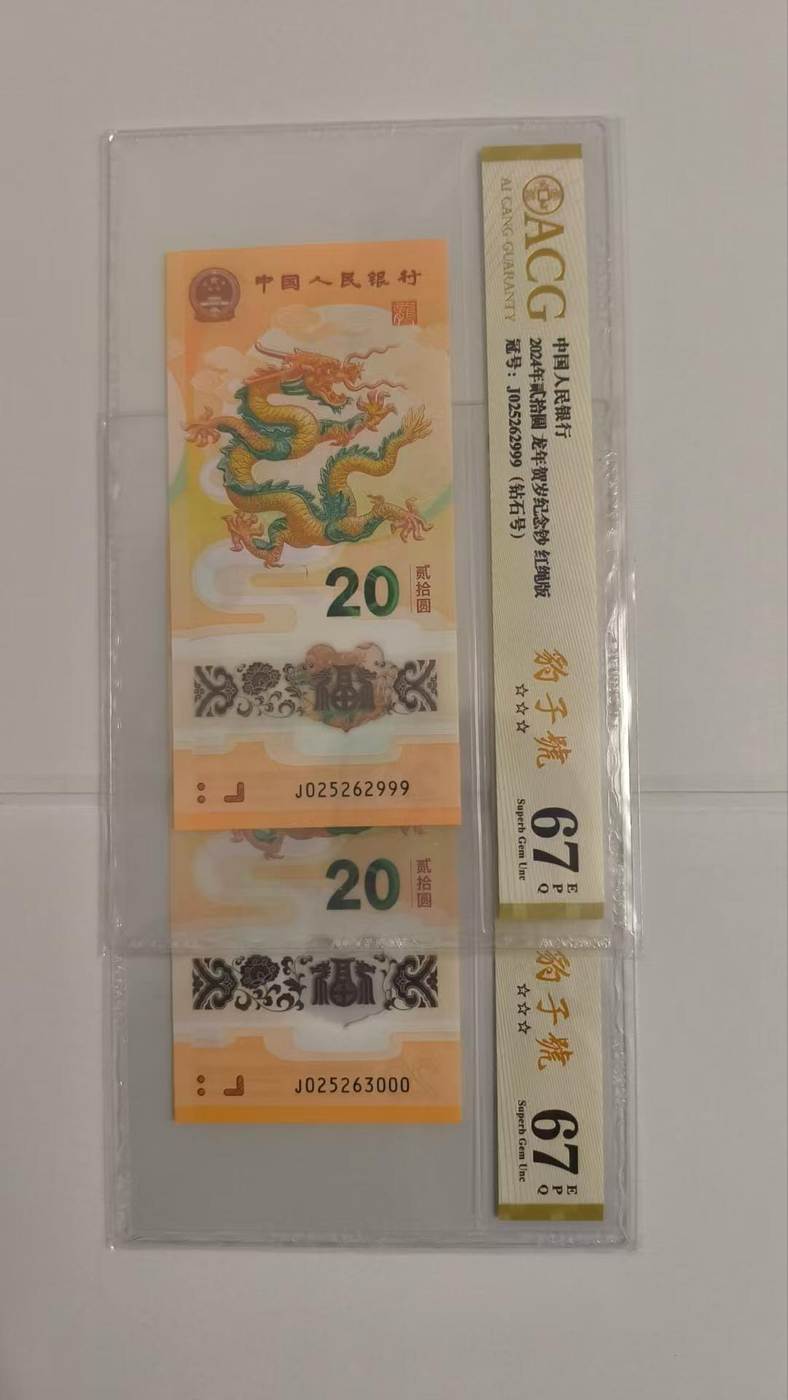 中国人民银行
20
贰拾圆
福
J025262999
20
贰拾圆
福
J025263000
ACG
AI CANG GUARANTY
中国人民银行
2024年贰拾圆 龙年贺岁纪念钞 红绳版
冠号：J025262999（钻石号）
豹子號
☆☆☆
67
EPQ
Superb Gem Unc
豹子號
☆☆☆
67
EPQ
Superb Gem Unc